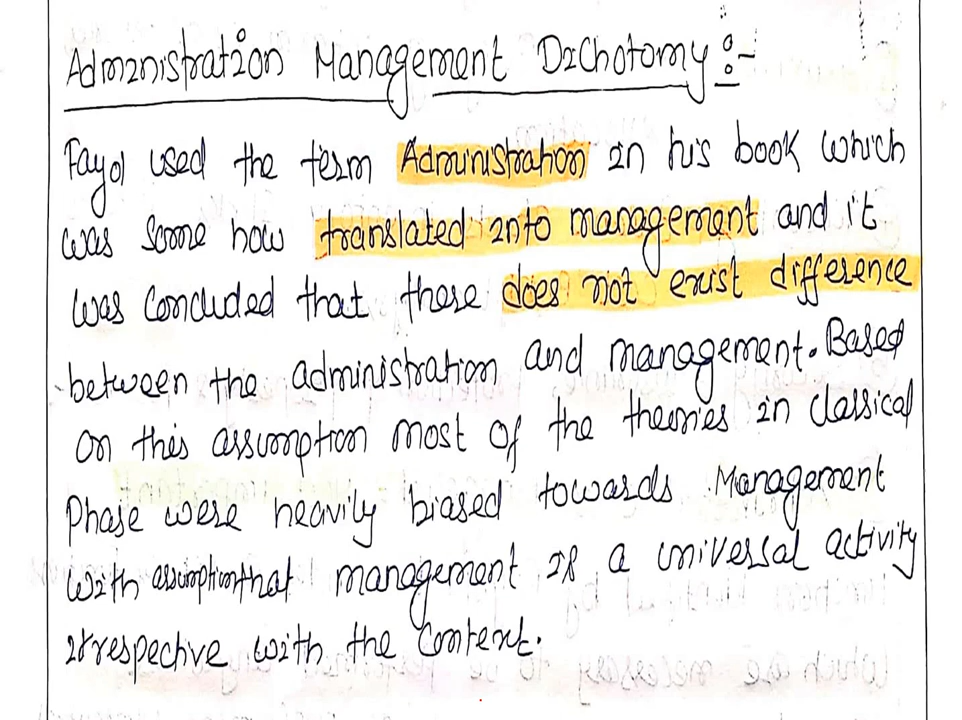 Administration Management Dichotomy :-
Fayol used the term Administration in his book which
was some how translated into management and it
was concluded that there does not exist difference
between the administration and management. Based
on this assumption most of the theories in classical
Phase were heavily biased towards Management
with assumption that management is a universal activity
irrespective with the context.